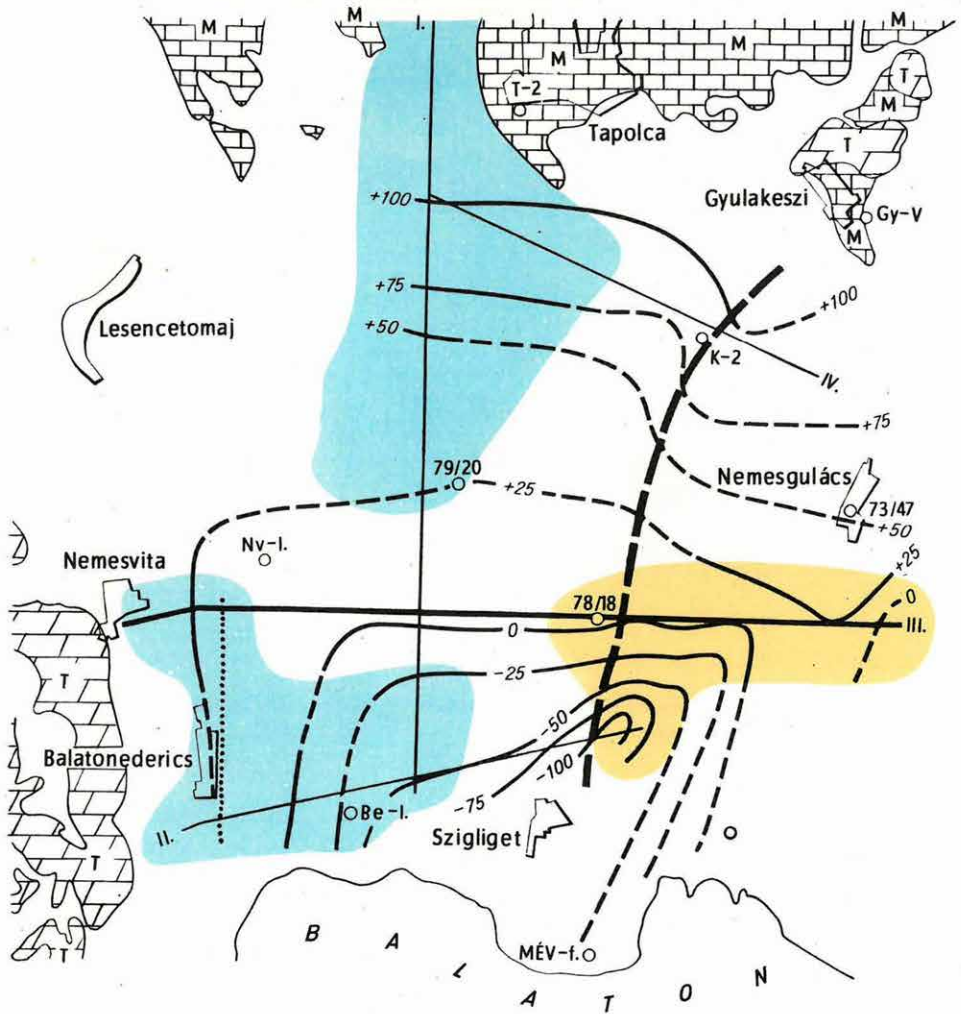 M
M
I.
M
M
M
T-2
T
M
Tapolca
T
Gyulakeszi
+100
Gy-V
M
+75
+100
Lesencetomaj
+50
K-2
IV.
+75
79/20
Nemesgulács
+25
73/47
+50
Nv-I.
+25
Nemesvita
78/18
0
0
III.
T
-25
-50
Balatonederics
-100
-75
Be-I.
II.
Szigliget
T
B A L A T O N
MÉV-f.
T